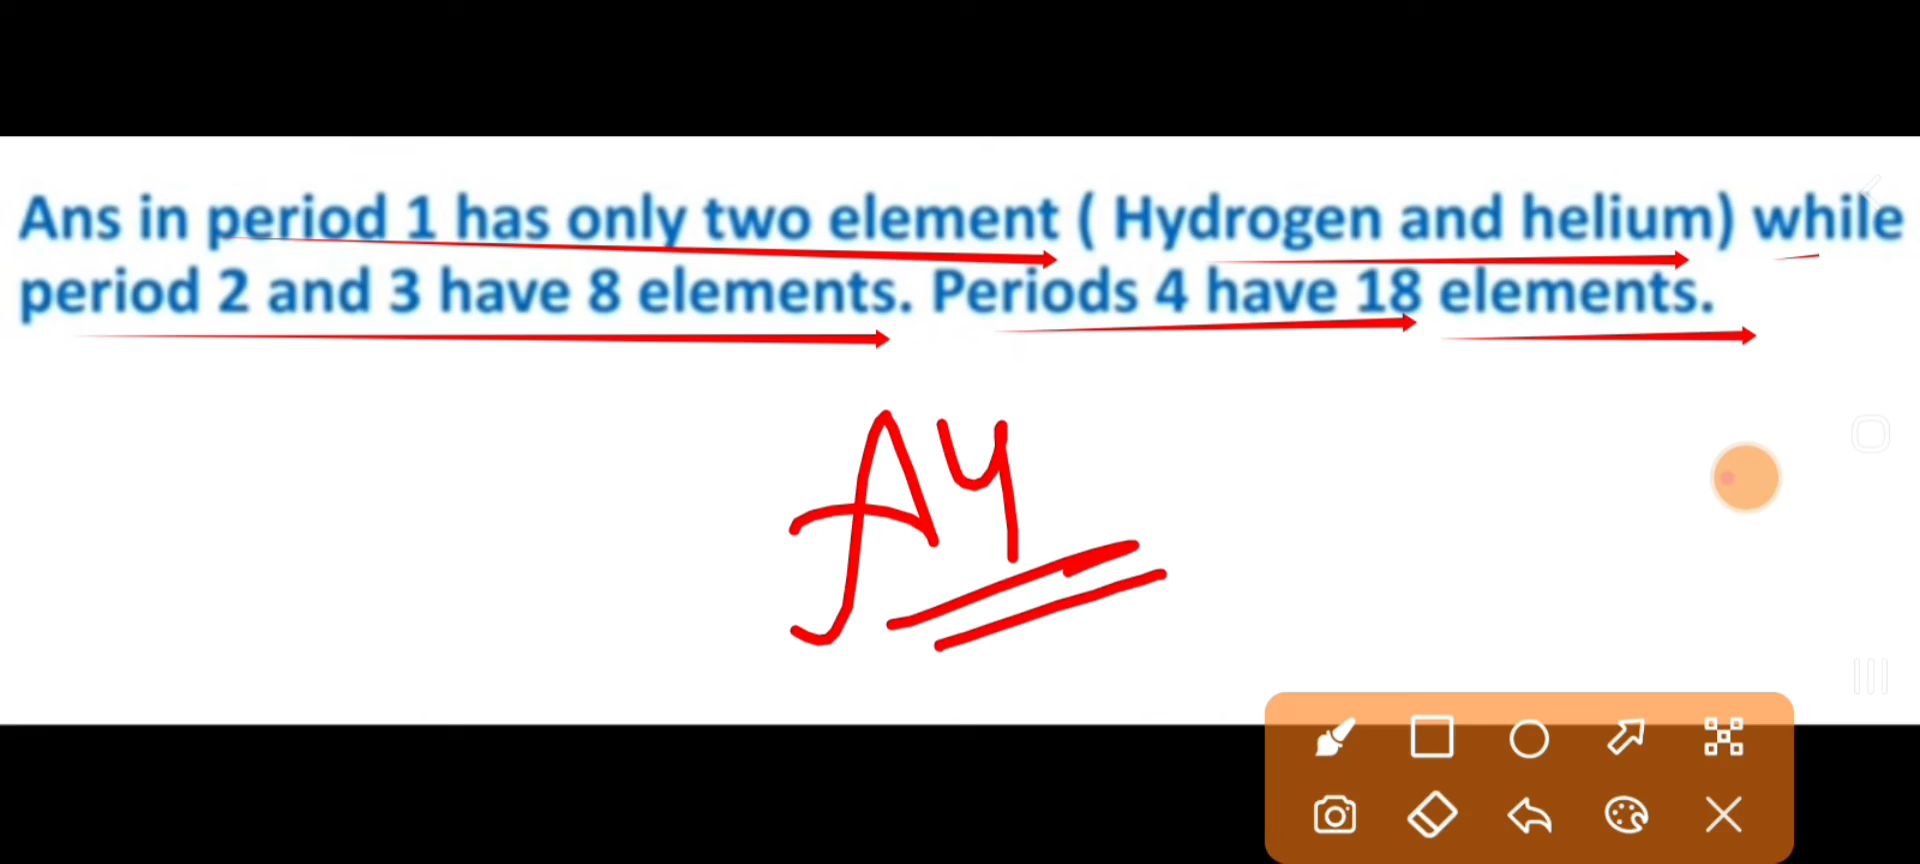 Ans in period 1 has only two element ( Hydrogen and helium) while
period 2 and 3 have 8 elements. Periods 4 have 18 elements.
AY